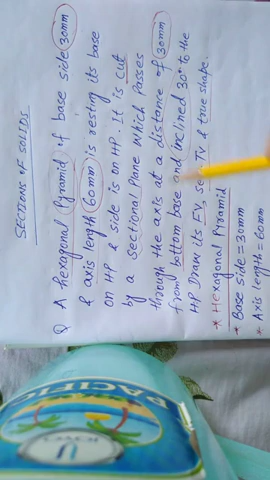 SECTIONS OF SOLIDS
Q A hexagonal Pyramid of base side 30mm
& axis length 60mm is resting its base
on HP & side is on HP. It is cut
by a sectional Plane which Passes
through the axis at a distance of 30mm
from bottom base and inclined 30° to the
HP Draw its FV, Sec TV & true shape.
* Hexagonal Pyramid
* Base side = 30mm
* Axis length = 60mm
PACIFIC